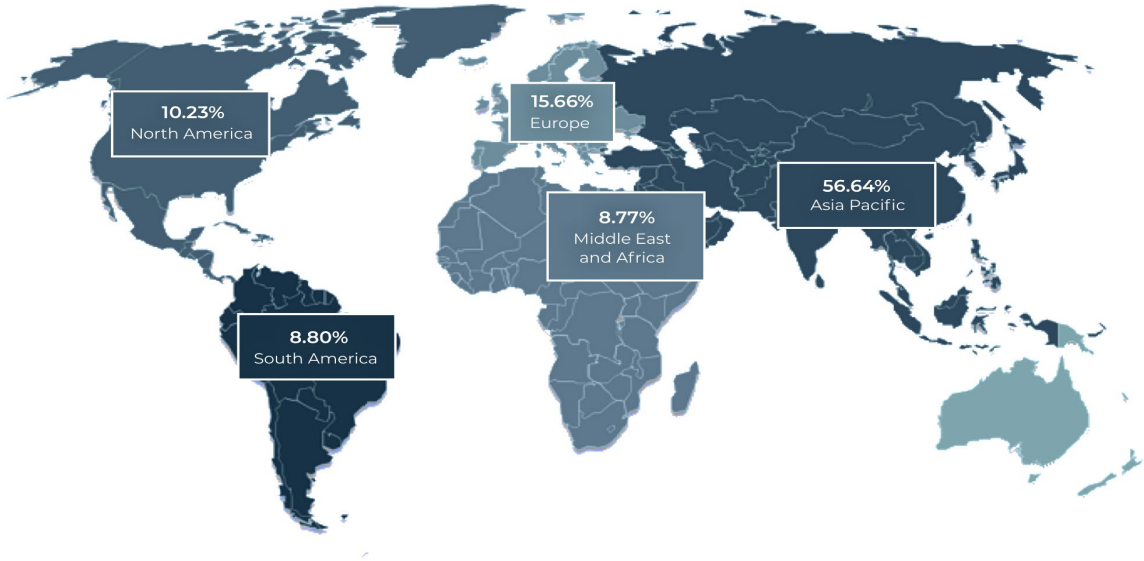 10.23%
North America
15.66%
Europe
56.64%
Asia Pacific
8.77%
Middle East
and Africa
8.80%
South America